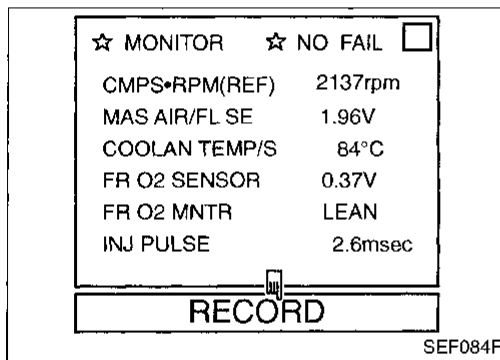 ☆ MONITOR ☆ NO FAIL
CMPS•RPM(REF) 2137rpm
MAS AIR/FL SE 1.96V
COOLAN TEMP/S 84°C
FR O2 SENSOR 0.37V
FR O2 MNTR LEAN
INJ PULSE 2.6msec
RECORD
SEF084P